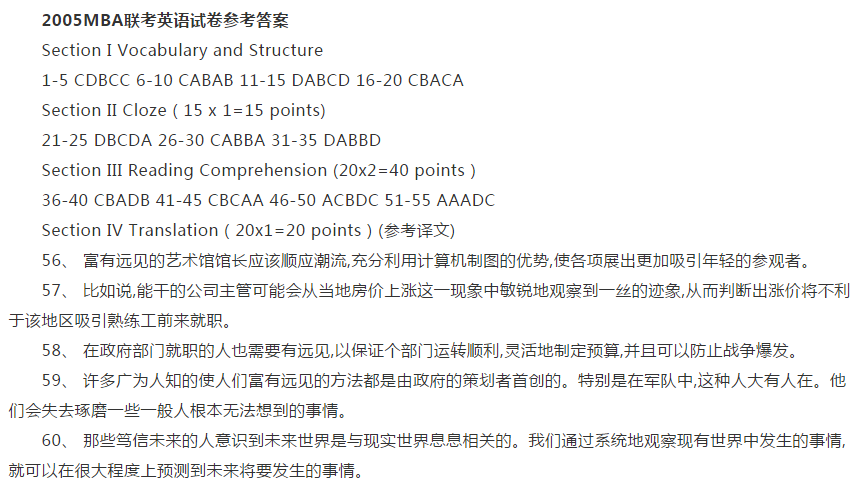 2005MBA联考英语试卷参考答案
Section I Vocabulary and Structure
1-5 CDBCC 6-10 CABAB 11-15 DABCD 16-20 CBACA
Section II Cloze ( 15 x 1=15 points)
21-25 DBCDA 26-30 CABBA 31-35 DABBD
Section III Reading Comprehension (20x2=40 points )
36-40 CBADB 41-45 CBCAA 46-50 ACBDC 51-55 AAADC
Section IV Translation ( 20x1=20 points ) (参考译文)
56、 富有远见的艺术馆馆长应该顺应潮流,充分利用计算机制图的优势,使各项展出更加吸引年轻的参观者。
57、 比如说,能干的公司主管可能会从当地房价上涨这一现象中敏锐地观察到一丝的迹象,从而判断出涨价将不利
于该地区吸引熟练工前来就职。
58、 在政府部门就职的人也需要有远见,以保证个部门运转顺利,灵活地制定预算,并且可以防止战争爆发。
59、 许多广为人知的使人们富有远见的方法都是由政府的策划者首创的。特别是在军队中,这种人大有人在。他
们会失去琢磨一些一般人根本无法想到的事情。
60、 那些笃信未来的人意识到未来世界是与现实世界息息相关的。我们通过系统地观察现有世界中发生的事情,
就可以在很大程度上预测到未来将要发生的事情。